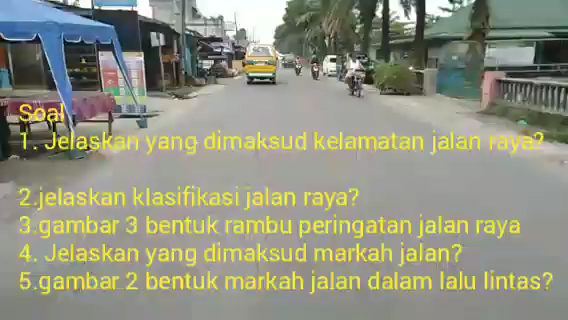 Soal
1. Jelaskan yang dimaksud kelamatan jalan raya?
2.jelaskan klasifikasi jalan raya?
3.gambar 3 bentuk rambu peringatan jalan raya
4. Jelaskan yang dimaksud markah jalan?
5.gambar 2 bentuk markah jalan dalam lalu lintas?